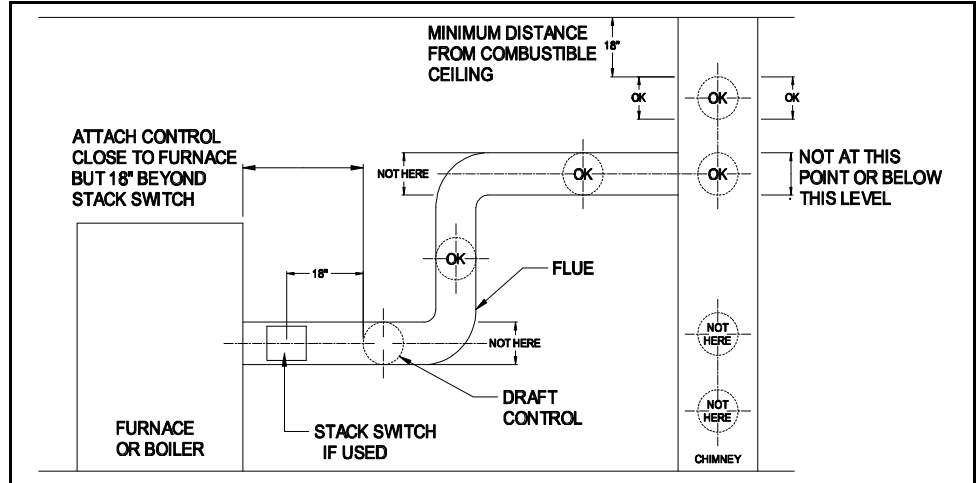 MINIMUM DISTANCE
FROM COMBUSTIBLE
CEILING
18"
OK
OK
OK
ATTACH CONTROL
CLOSE TO FURNACE
BUT 18" BEYOND
STACK SWITCH
NOT HERE
OK
OK
NOT AT THIS
POINT OR BELOW
THIS LEVEL
OK
FLUE
18"
NOT HERE
NOT
HERE
DRAFT
CONTROL
NOT
HERE
FURNACE
OR BOILER
STACK SWITCH
IF USED
CHIMNEY